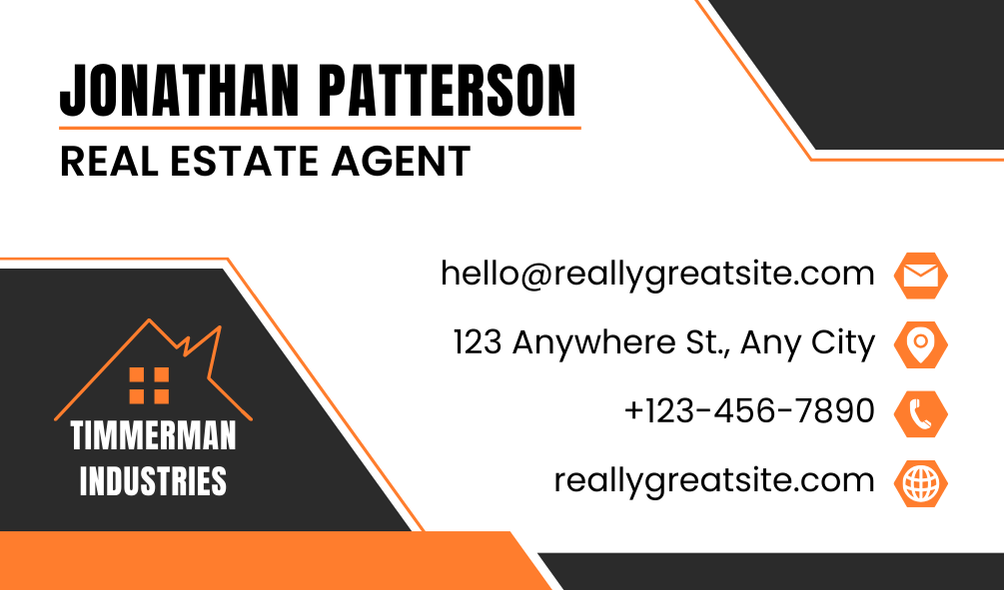 JONATHAN PATTERSON
REAL ESTATE AGENT
hello@reallygreatsite.com
123 Anywhere St., Any City
+123-456-7890
reallygreatsite.com
TIMMERMAN
INDUSTRIES